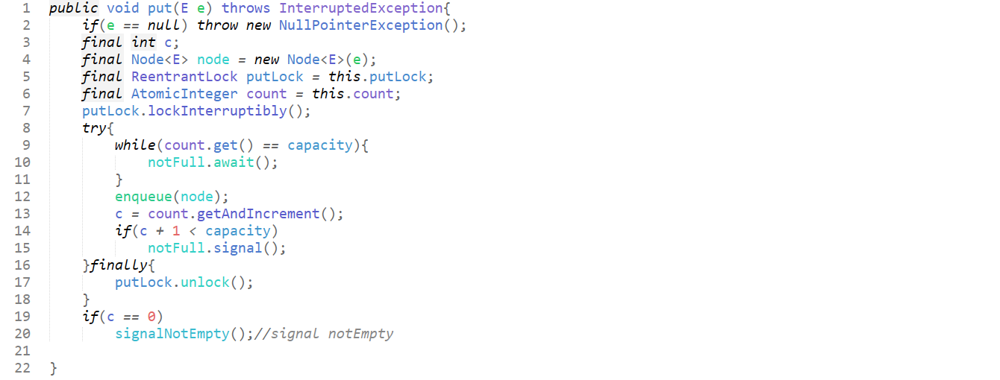 1 public void put(E e) throws InterruptedException{
2 if(e == null) throw new NullPointerException();
3 final int c;
4 final Node<E> node = new Node<E>(e);
5 final ReentrantLock putLock = this.putLock;
6 final AtomicInteger count = this.count;
7 putLock.lockInterruptibly();
8 try{
9 while(count.get() == capacity){
10 notFull.await();
11 }
12 enqueue(node);
13 c = count.getAndIncrement();
14 if(c + 1 < capacity)
15 notFull.signal();
16 }finally{
17 putLock.unlock();
18 }
19 if(c == 0)
20 signalNotEmpty();//signal notEmpty
21
22 }